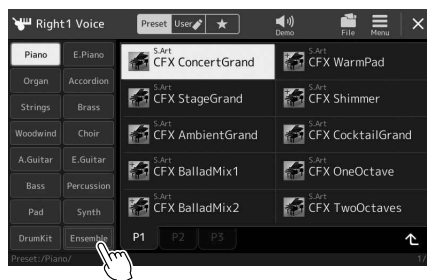 Right1 Voice
Preset User ★ Demo File Menu
Piano E.Piano
Organ Accordion
Strings Brass
Woodwind Choir
A.Guitar E.Guitar
Bass Percussion
Pad Synth
DrumKit Ensemble
S.Art S.Art
CFX ConcertGrand CFX WarmPad
S.Art S.Art
CFX StageGrand CFX Shimmer
S.Art S.Art
CFX AmbientGrand CFX CocktailGrand
S.Art S.Art
CFX BalladMix1 CFX OneOctave
S.Art S.Art
CFX BalladMix2 CFX TwoOctaves
P1 P2 P3
Preset:/Piano/